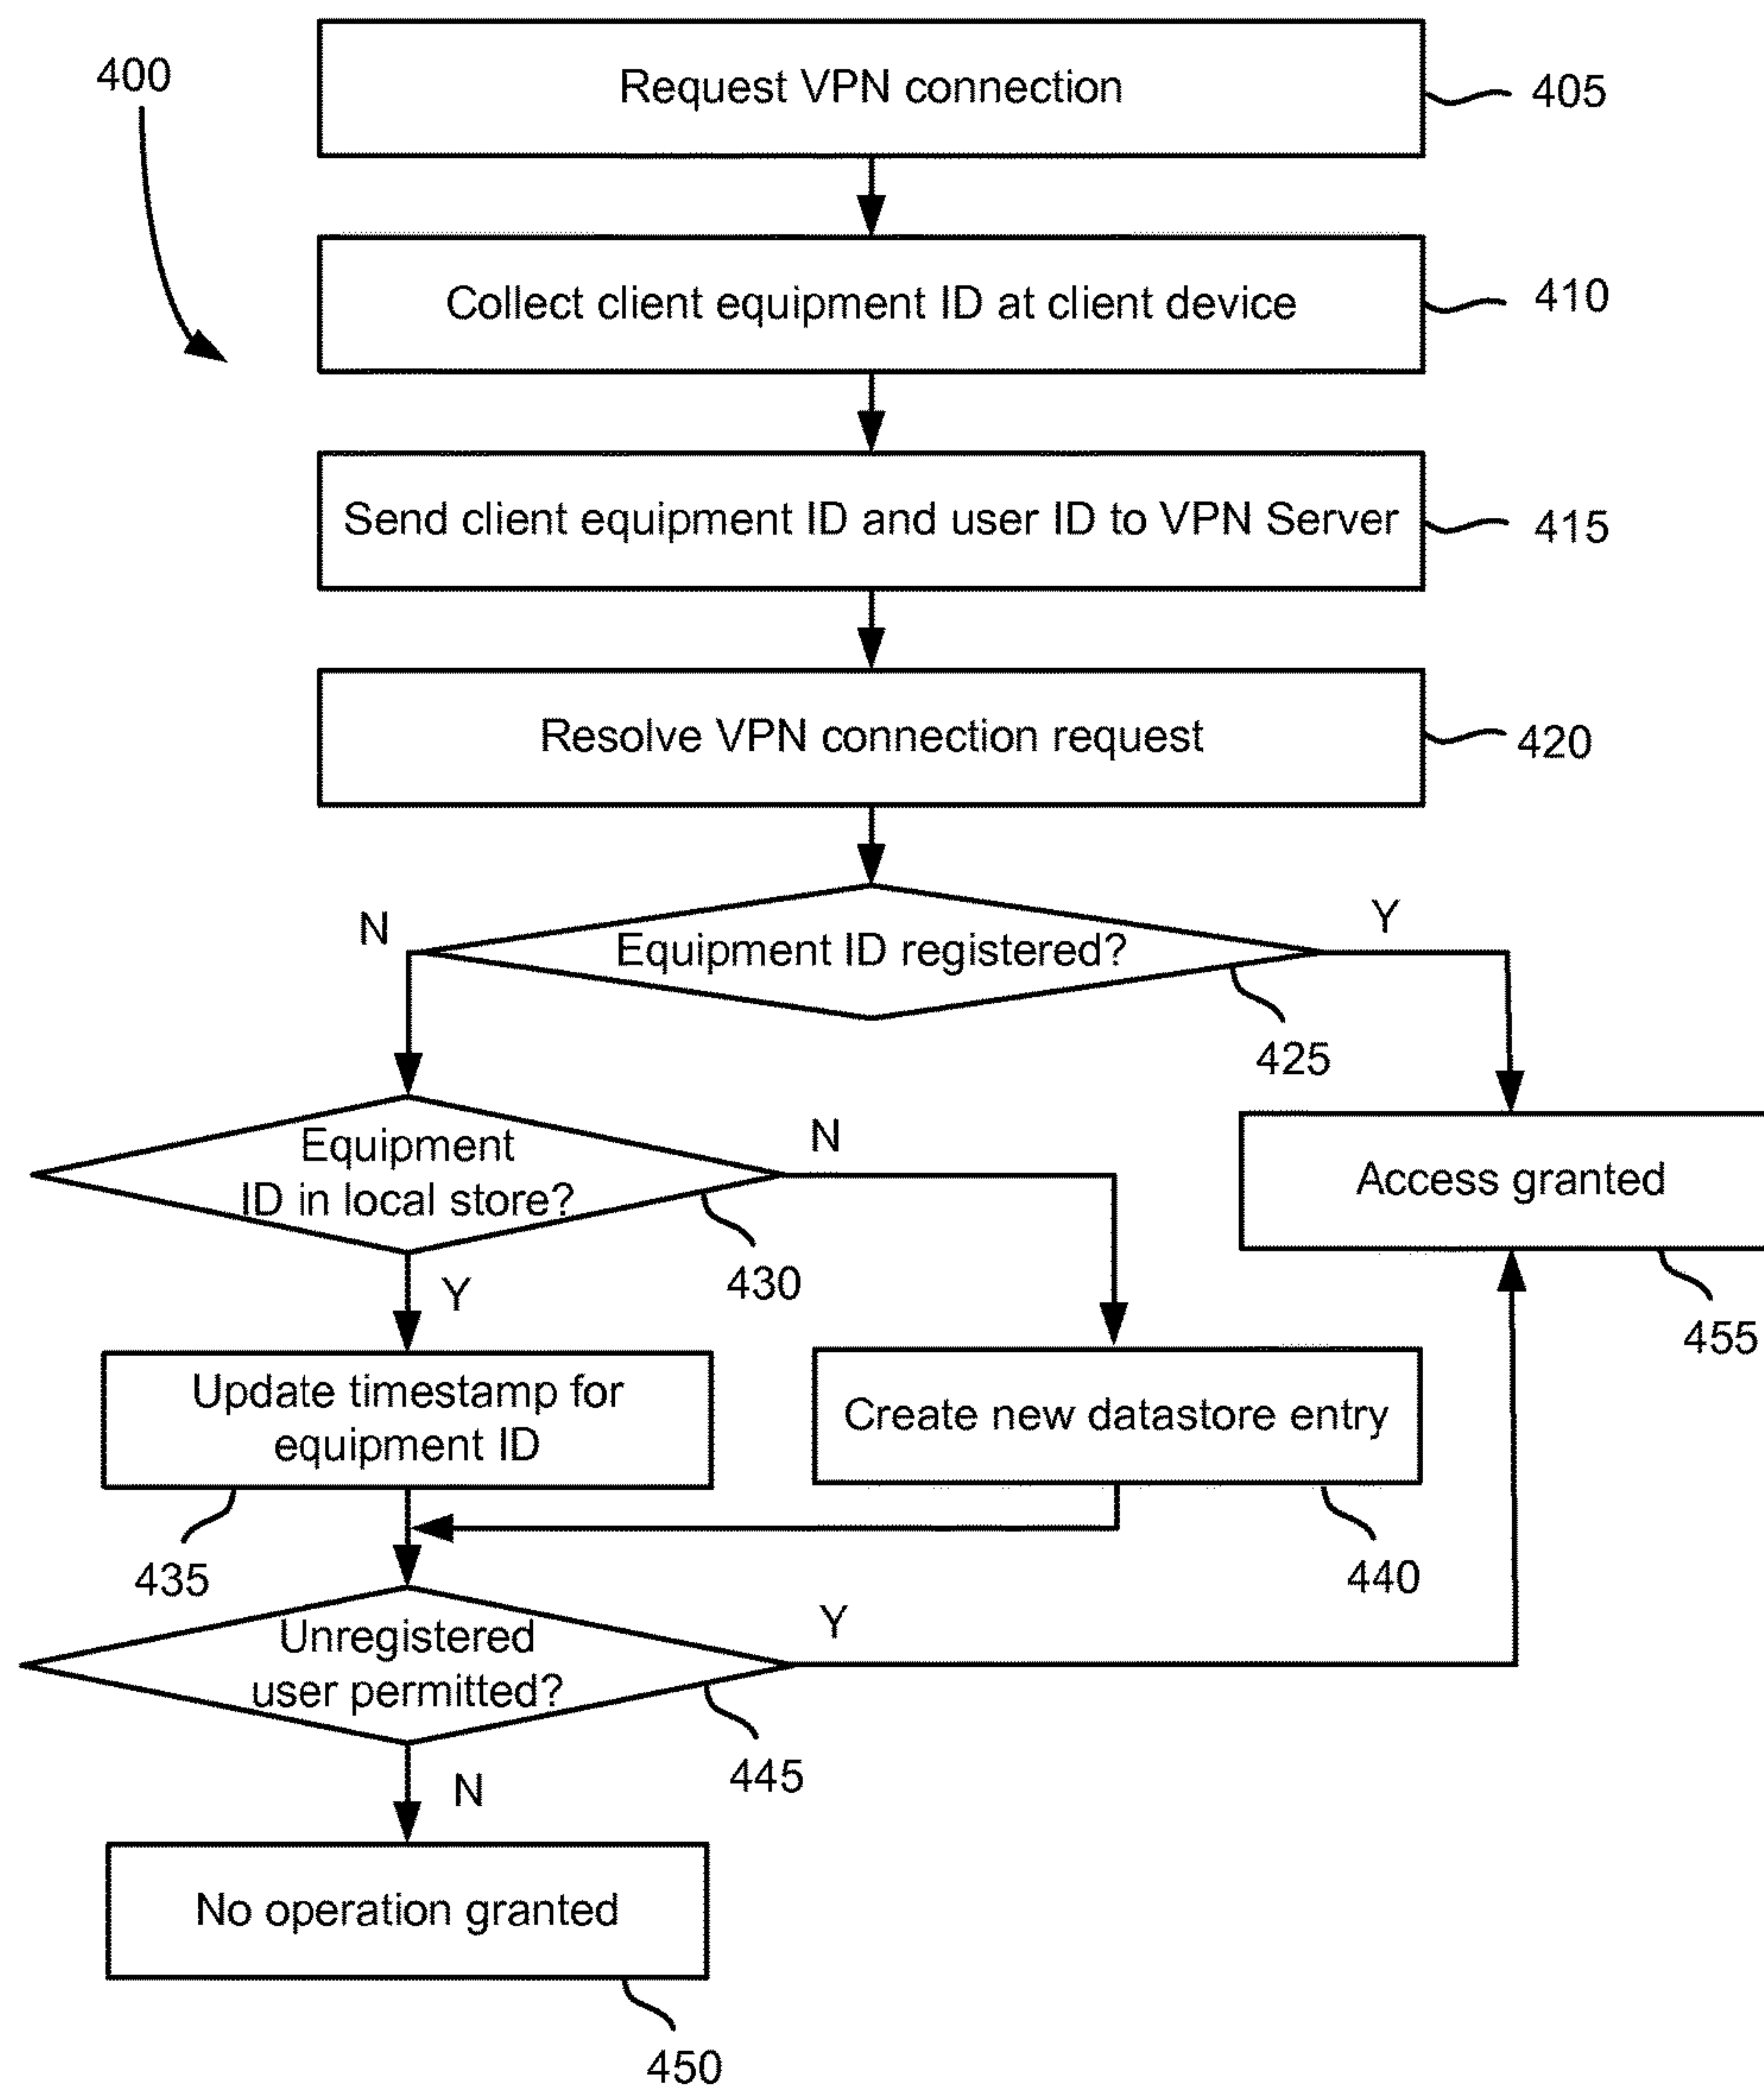 400
Request VPN connection
405
Collect client equipment ID at client device
410
Send client equipment ID and user ID to VPN Server
415
Resolve VPN connection request
420
N
Equipment ID registered?
Y
425
Equipment
ID in local store?
N
430
Y
Access granted
455
Update timestamp for
equipment ID
435
Create new datastore entry
440
Unregistered
user permitted?
Y
445
N
No operation granted
450